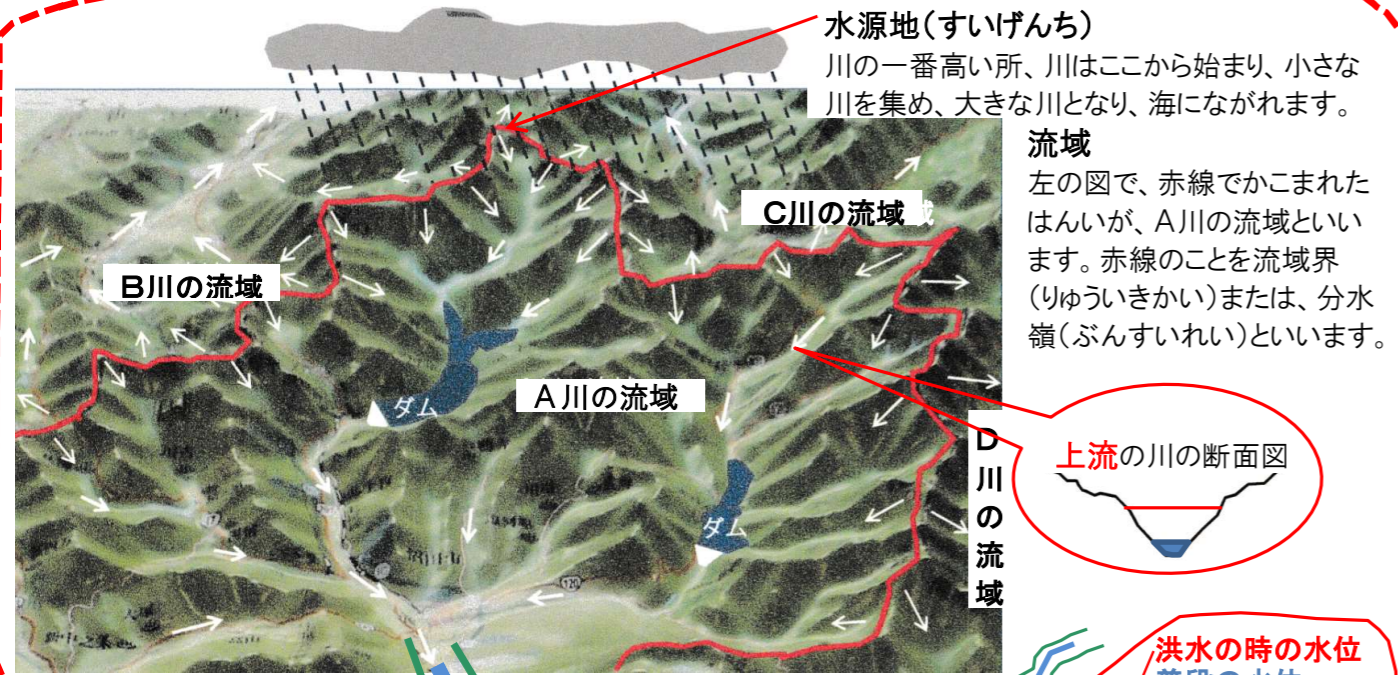 水源地(すいげんち)
川の一番高い所、川はここから始まり、小さな
川を集め、大きな川となり、海にながれます。
流域
左の図で、赤線でかこまれた
はんいが、A川の流域といい
ます。赤線のことを流域界
(りゅういきかい)または、分水
嶺(ぶんすいれい)といいます。
C川の流域
B川の流域
A川の流域
ダム
ダム
D川の流域
上流の川の断面図
120
洪水の時の水位
普段の水位